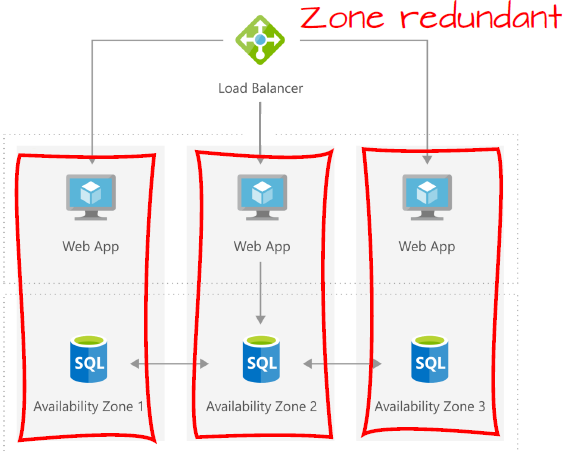 Zone redundant
Load Balancer
Web App
Web App
Web App
SQL
SQL
SQL
Availability Zone 1
Availability Zone 2
Availability Zone 3